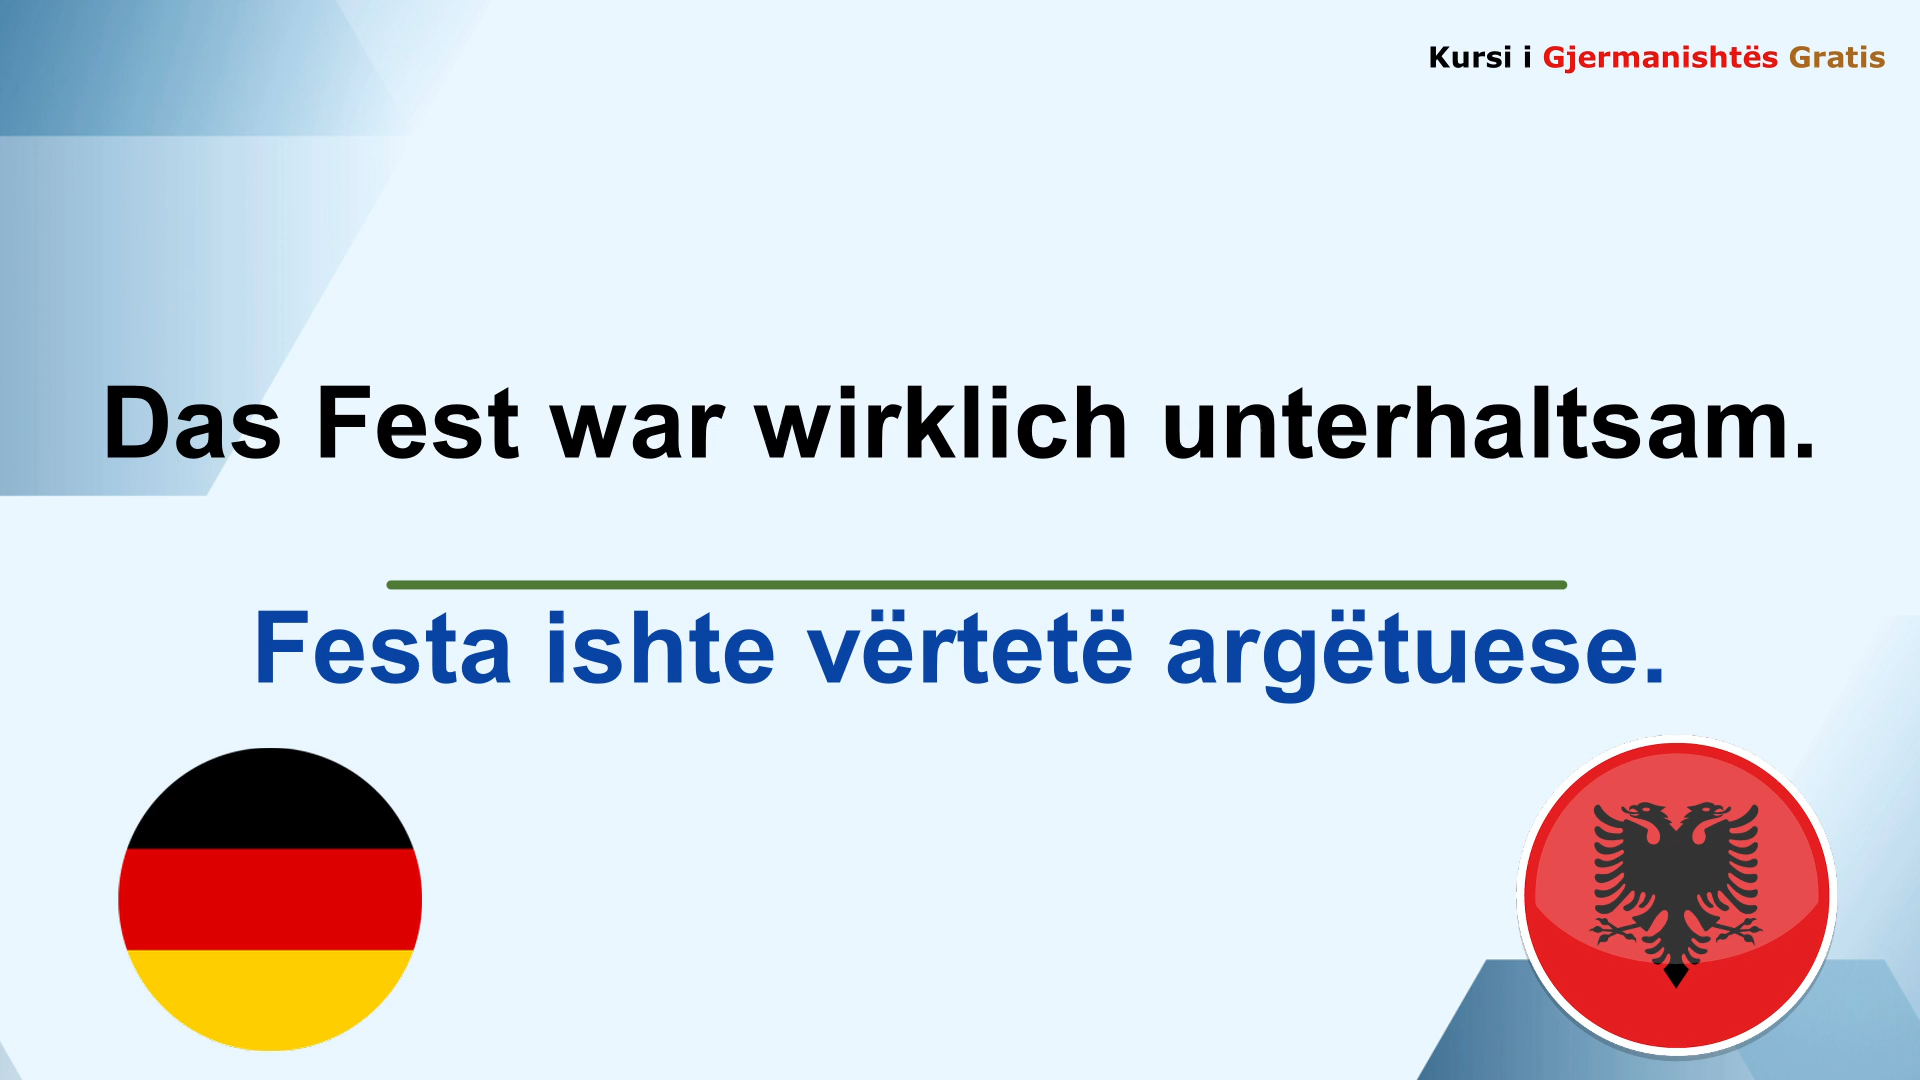 Kursi i Gjermanishtës Gratis
Das Fest war wirklich unterhaltsam.
Festa ishte vërtetë argëtuese.